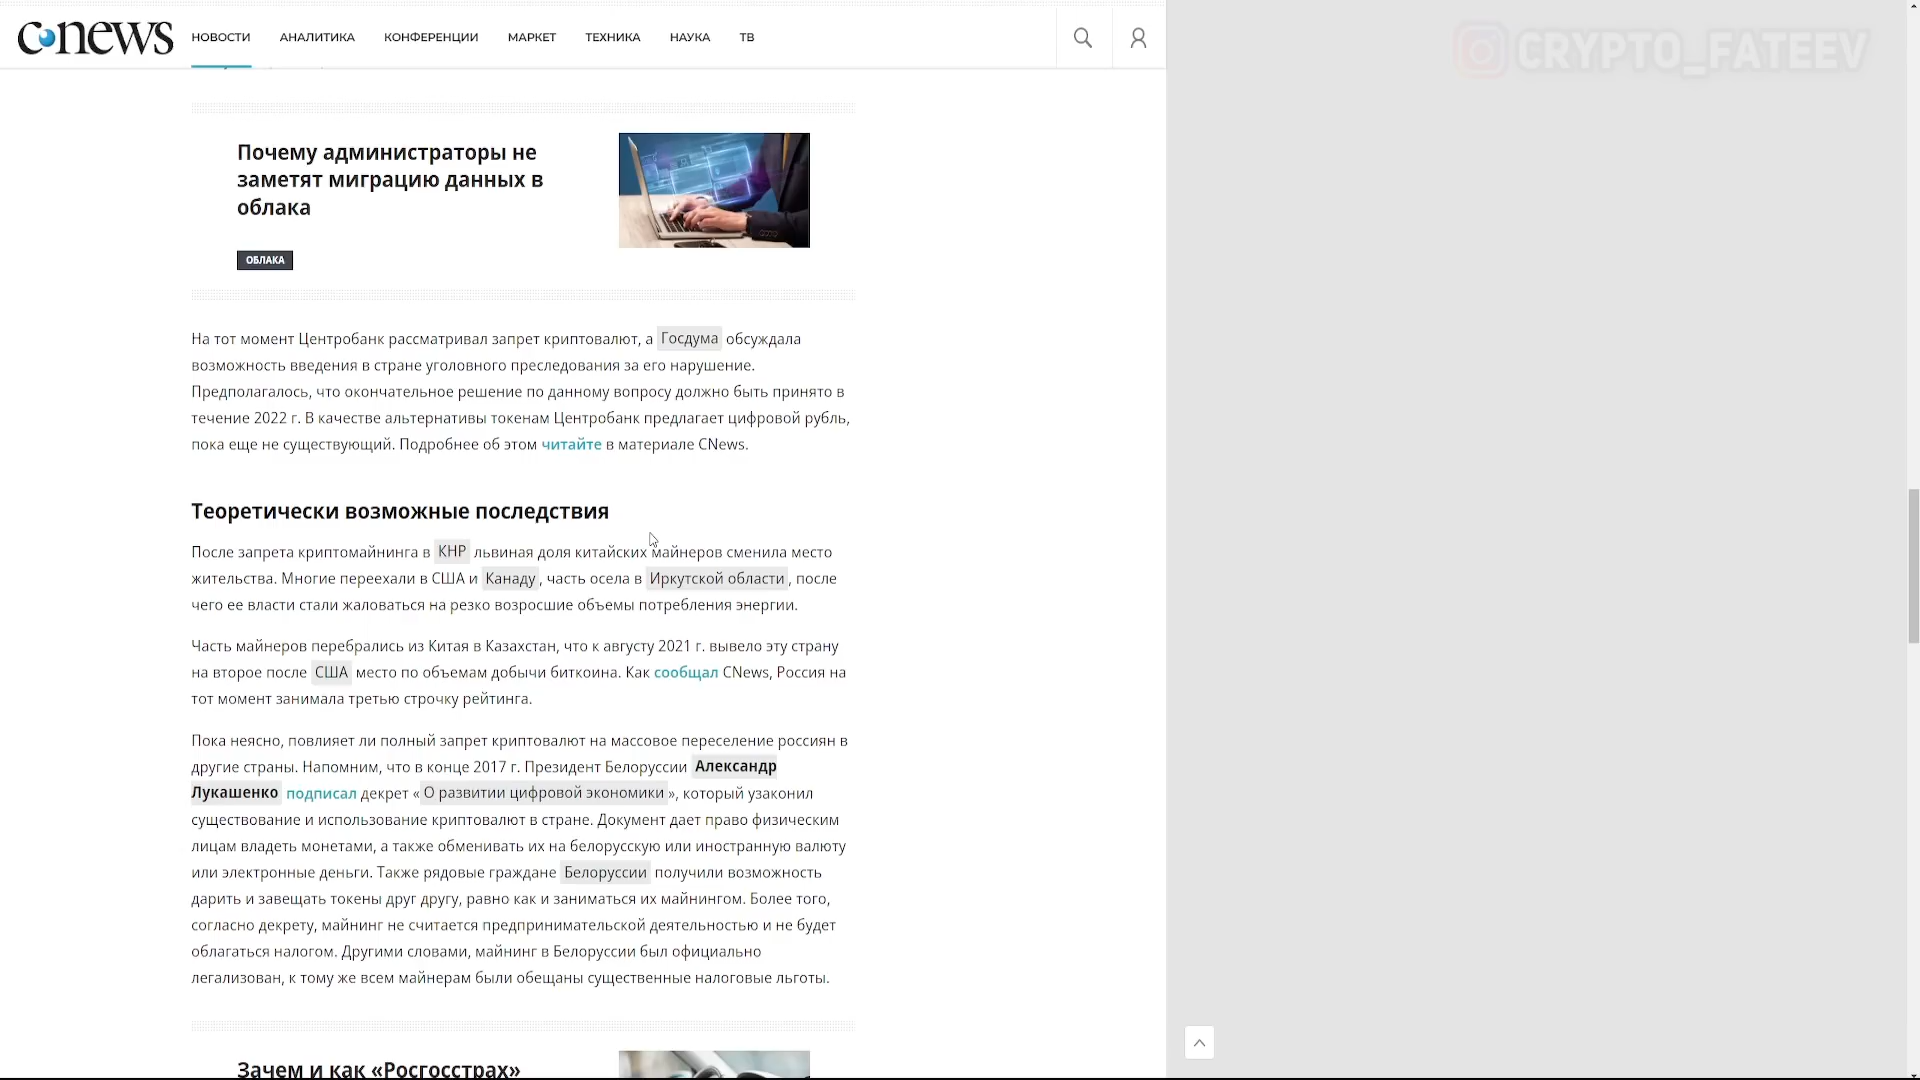 cnews
НОВОСТИ АНАЛИТИКА КОНФЕРЕНЦИИ МАРКЕТ ТЕХНИКА НАУКА ТВ
CRYPTO_FATEEV
Почему администраторы не
заметят миграцию данных в
облака
ОБЛАКА
На тот момент Центробанк рассматривал запрет криптовалют, а Госдума обсуждала
возможность введения в стране уголовного преследования за его нарушение.
Предполагалось, что окончательное решение по данному вопросу должно быть принято в
течение 2022 г. В качестве альтернативы токенам Центробанк предлагает цифровой рубль,
пока еще не существующий. Подробнее об этом читайте в материале CNews.
Теоретически возможные последствия
После запрета криптомайнинга в КНР львиная доля китайских майнеров сменила место
жительства. Многие переехали в США и Канаду, часть осела в Иркутской области, после
чего ее власти стали жаловаться на резко возросшие объемы потребления энергии.
Часть майнеров перебрались из Китая в Казахстан, что к августу 2021 г. вывело эту страну
на второе после США место по объемам добычи биткоина. Как сообщал CNews, Россия на
тот момент занимала третью строчку рейтинга.
Пока неясно, повлияет ли полный запрет криптовалют на массовое переселение россиян в
другие страны. Напомним, что в конце 2017 г. Президент Белоруссии Александр
Лукашенко подписал декрет «О развитии цифровой экономики», который узаконил
существование и использование криптовалют в стране. Документ дает право физическим
лицам владеть монетами, а также обменивать их на белорусскую или иностранную валюту
или электронные деньги. Также рядовые граждане Белоруссии получили возможность
дарить и завещать токены друг другу, равно как и заниматься их майнингом. Более того,
согласно декрету, майнинг не считается предпринимательской деятельностью и не будет
облагаться налогом. Другими словами, майнинг в Белоруссии был официально
легализован, к тому же всем майнерам были обещаны существенные налоговые льготы.
Зачем и как «Росгосстрах»